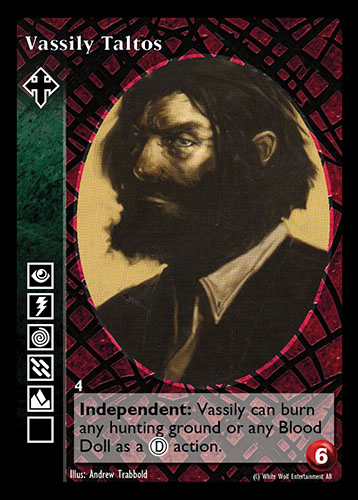 Vassily Taltos
4
Independent: Vassily can burn
any hunting ground or any Blood
Doll as a Ⓓ action.
6
Illus: Andrew Trabbold
(C) White Wolf Entertainment AB